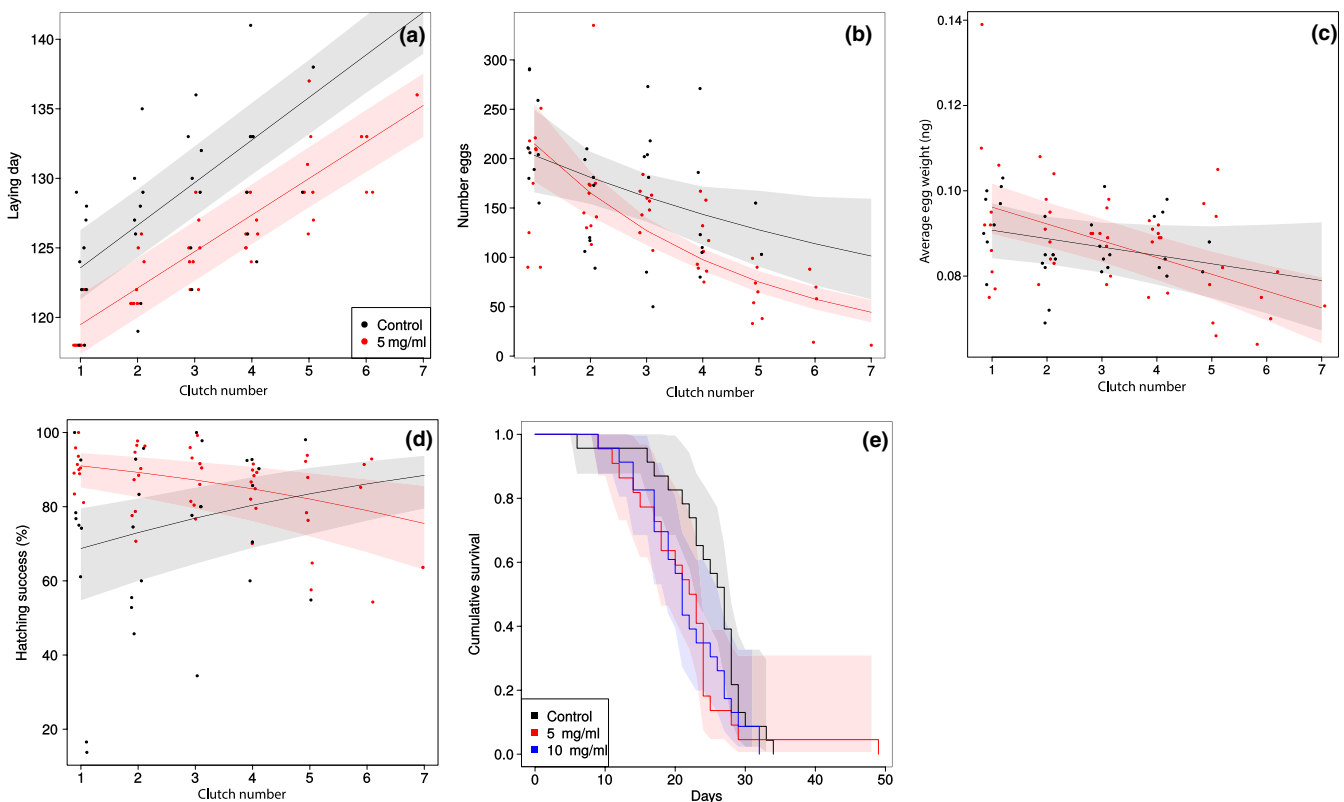 (a)
Laying day
140
135
130
125
120
Control
5 mg/ml
1 2 3 4 5 6 7
Clutch number
(b)
Number eggs
300
250
200
150
100
50
0
1 2 3 4 5 6 7
Clutch number
(c)
Average egg weight (ng)
0.14
0.12
0.10
0.08
1 2 3 4 5 6 7
Clutch number
(d)
Hatching success (%)
100
80
60
40
20
1 2 3 4 5 6 7
Clutch number
(e)
Cumulative survival
1.0
0.8
0.6
0.4
0.2
0.0
Control
5 mg/ml
10 mg/ml
0 10 20 30 40 50
Days